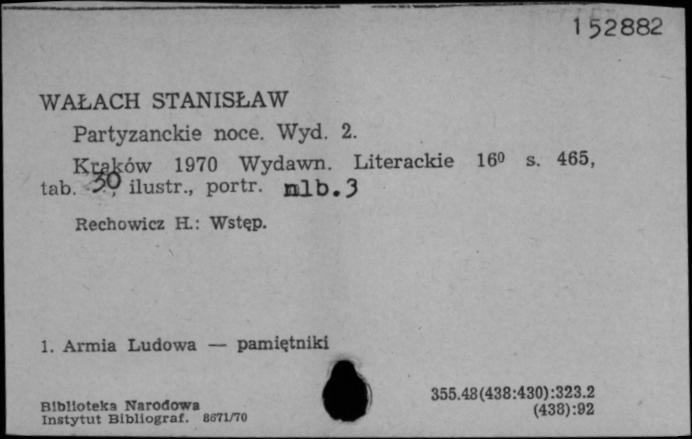 152882
WAŁACH STANISŁAW
Partyzanckie noce. Wyd. 2.
Kraków 1970 Wydawn. Literackie 16⁰ s. 465,
tab. 30, ilustr., portr. nlb.3
Rechowicz H.: Wstęp.
1. Armia Ludowa — pamiętniki
355.48(438:430):323.2
(438):92
Biblioteka Narodowa
Instytut Bibliograf. 8671/70